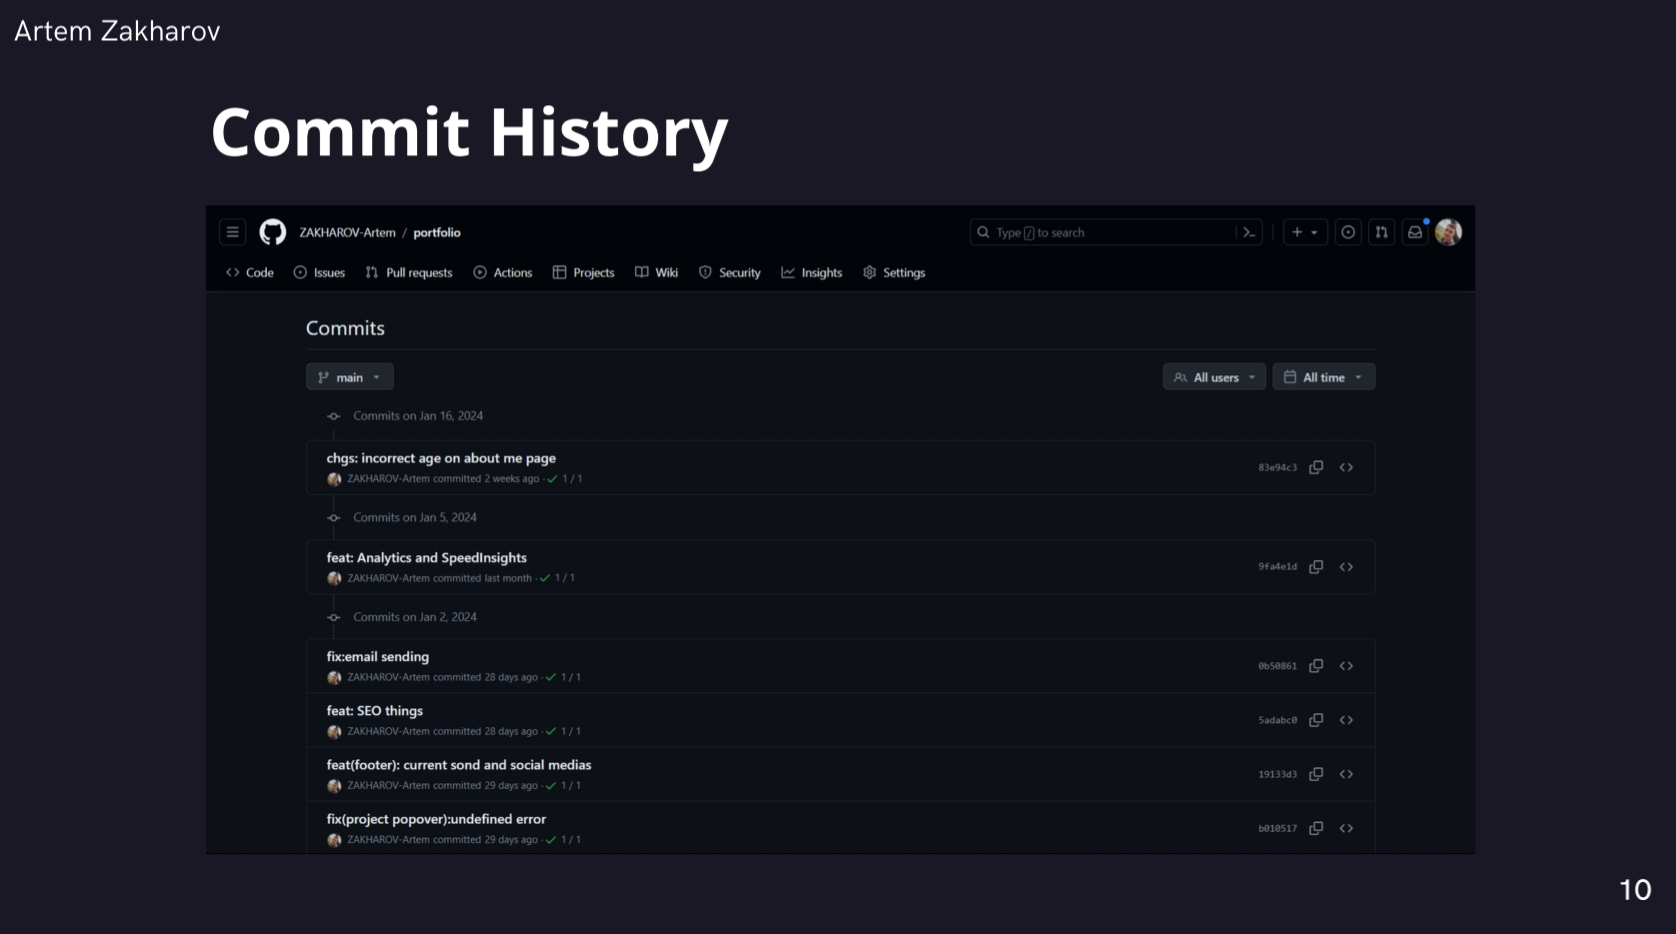 Artem Zakharov
Commit History
ZAKHAROV-Artem / portfolio
Type / to search
Code Issues Pull requests Actions Projects Wiki Security Insights Settings
Commits
main
All users All time
Commits on Jan 16, 2024
chgs: incorrect age on about me page
ZAKHAROV-Artem committed 2 weeks ago · 1 / 1
83e94c3
Commits on Jan 5, 2024
feat: Analytics and SpeedInsights
ZAKHAROV-Artem committed last month · 1 / 1
9fa4e1d
Commits on Jan 2, 2024
fix:email sending
ZAKHAROV-Artem committed 28 days ago · 1 / 1
0b50861
feat: SEO things
ZAKHAROV-Artem committed 28 days ago · 1 / 1
5adabc0
feat(footer): current sond and social medias
ZAKHAROV-Artem committed 29 days ago · 1 / 1
19133d3
fix(project popover):undefined error
ZAKHAROV-Artem committed 29 days ago · 1 / 1
b010517
10